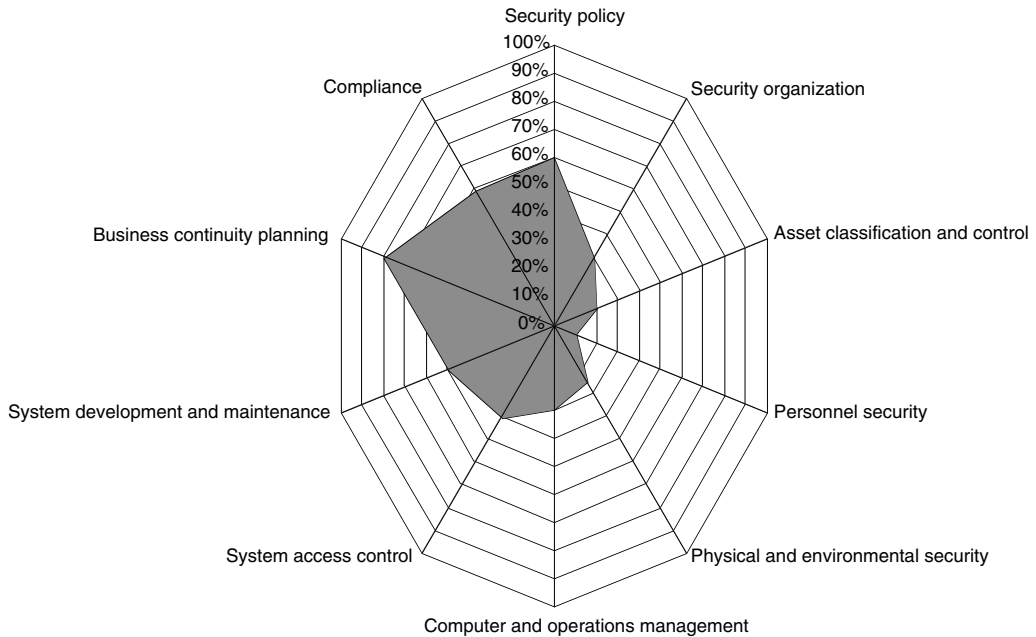 Security policy
100%
90%
80%
70%
60%
50%
40%
30%
20%
10%
0%
Security organization
Asset classification and control
Personnel security
Physical and environmental security
Computer and operations management
System access control
System development and maintenance
Business continuity planning
Compliance